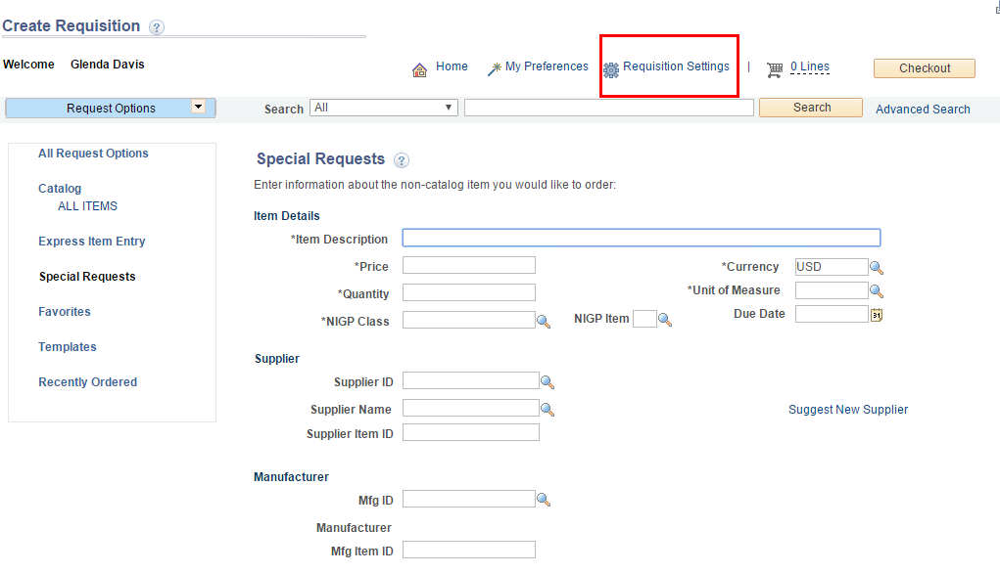 Create Requisition ?
Welcome Glenda Davis
Home My Preferences Requisition Settings | 0 Lines Checkout
Request Options Search All Search Advanced Search
All Request Options
Catalog
ALL ITEMS
Express Item Entry
Special Requests
Favorites
Templates
Recently Ordered
Special Requests ?
Enter information about the non-catalog item you would like to order:
Item Details
*Item Description
*Price *Currency USD
*Quantity *Unit of Measure
*NIGP Class NIGP Item Due Date 31
Supplier
Supplier ID
Supplier Name Suggest New Supplier
Supplier Item ID
Manufacturer
Mfg ID
Manufacturer
Mfg Item ID